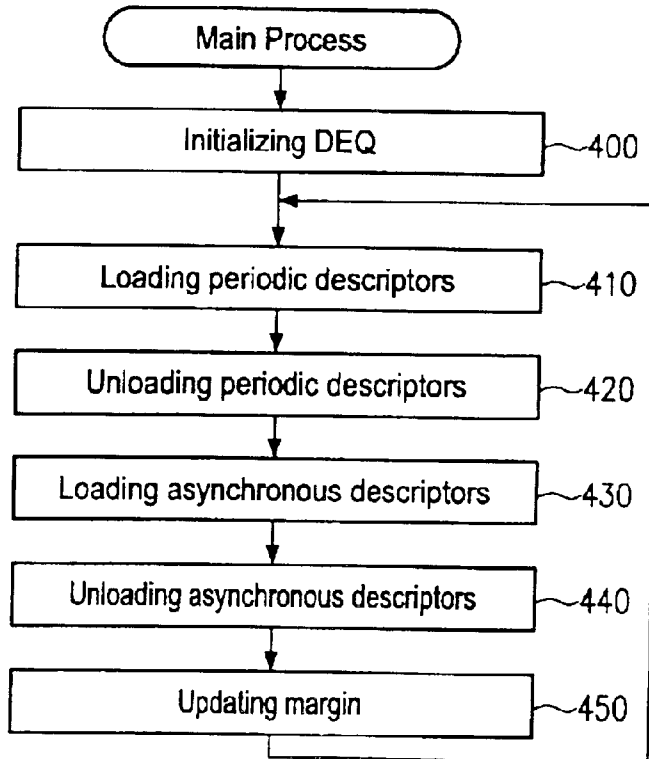 Main Process
Initializing DEQ
400
Loading periodic descriptors
410
Unloading periodic descriptors
420
Loading asynchronous descriptors
430
Unloading asynchronous descriptors
440
Updating margin
450